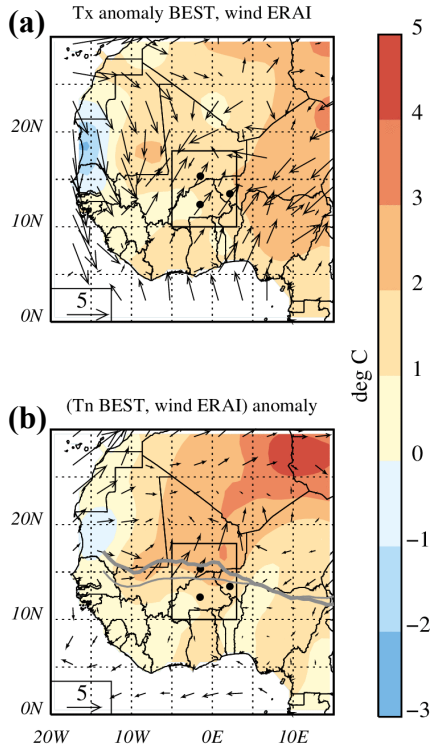 (a)
Tx anomaly BEST, wind ERAI
20N
10N
0N
5
(b)
(Tn BEST, wind ERAI) anomaly
20N
10N
0N
5
20W 10W 0E 10E
deg C
5
4
3
2
1
0
−1
−2
−3